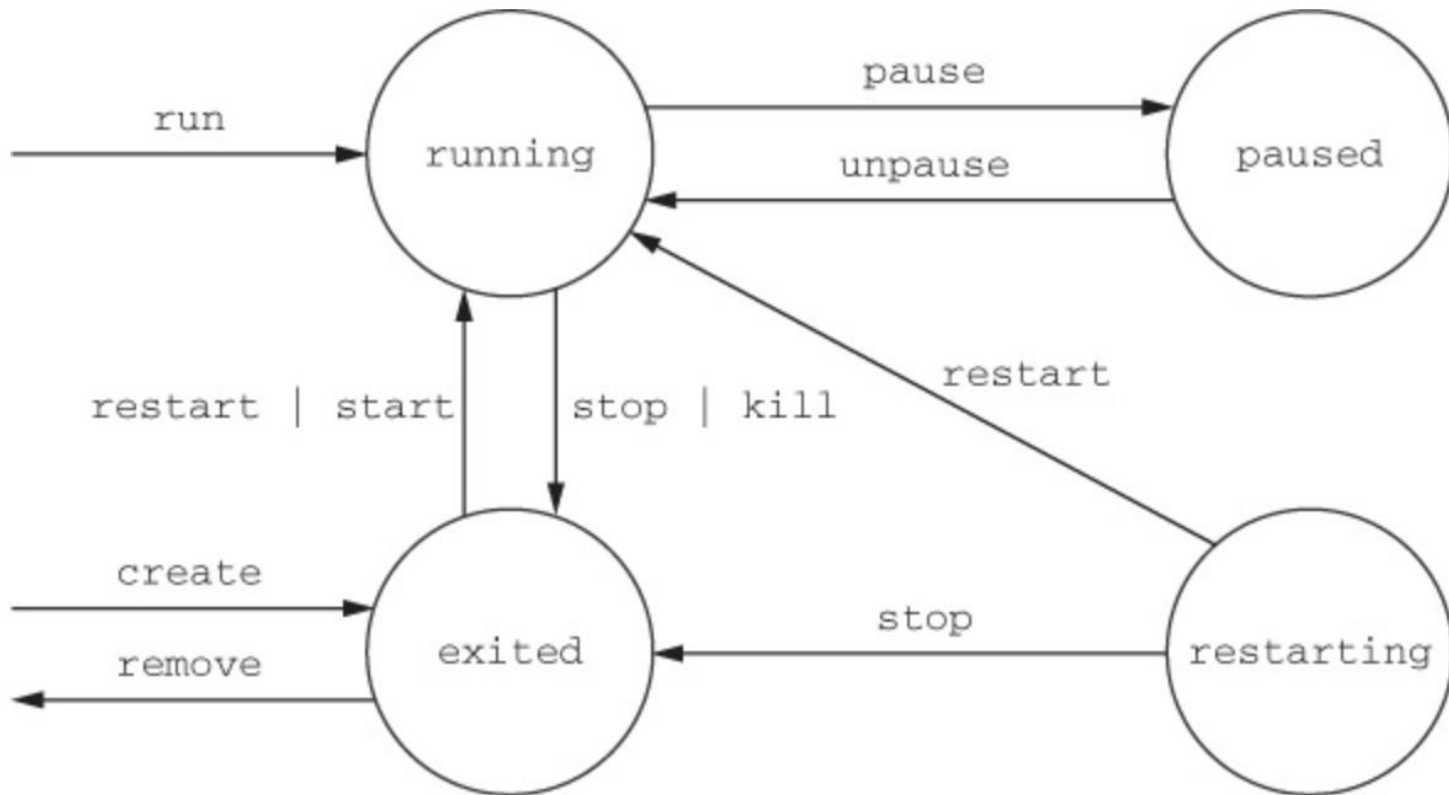 pause
run
running
paused
unpause
restart
restart | start
stop | kill
create
stop
exited
restarting
remove